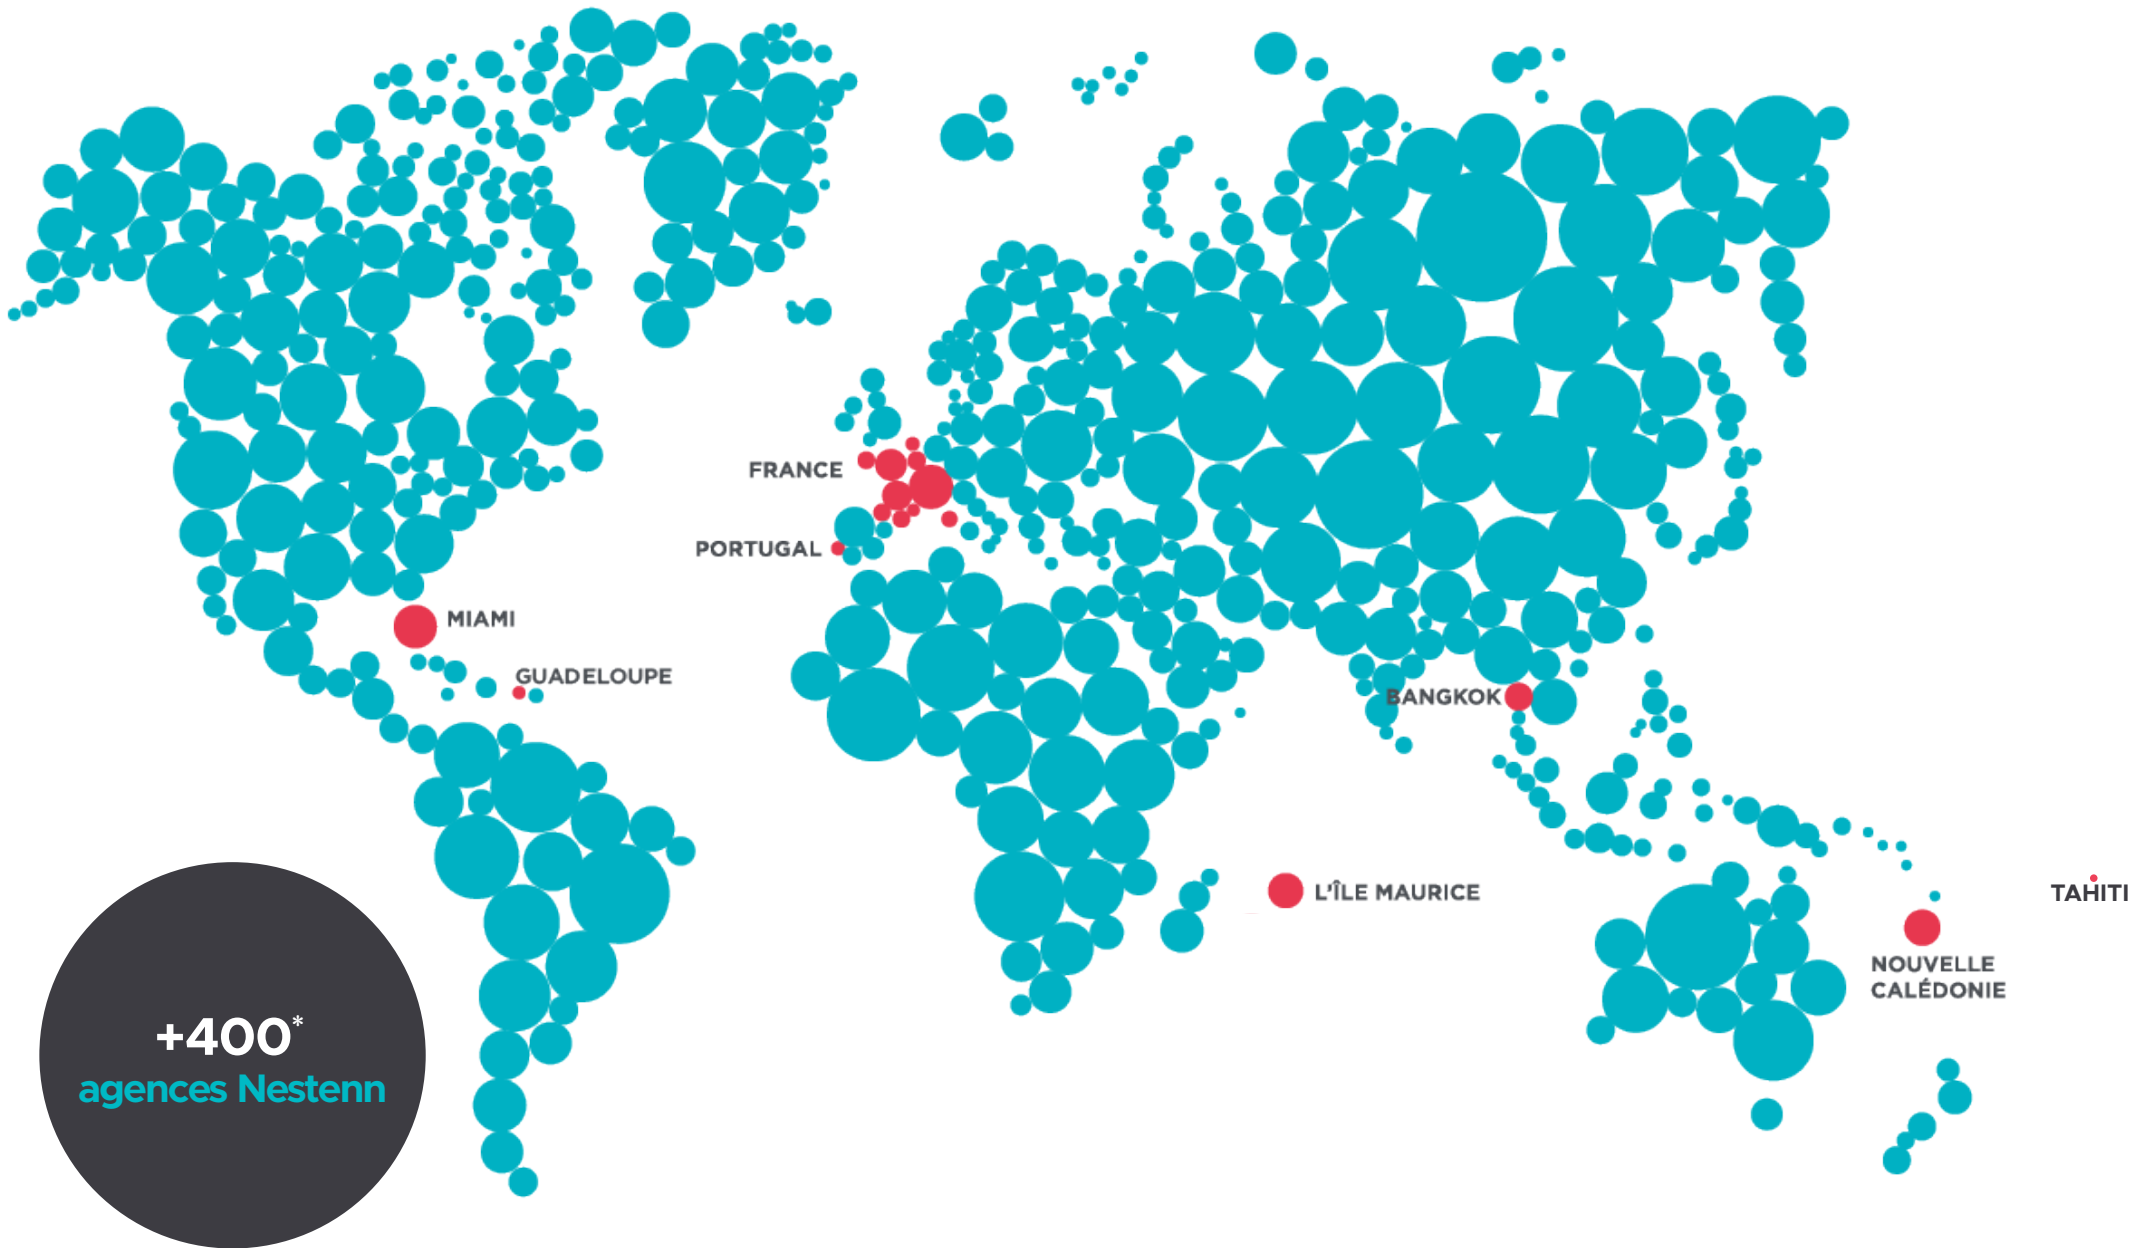 FRANCE
PORTUGAL
MIAMI
GUADELOUPE
BANGKOK
L'ÎLE MAURICE
TAHITI
NOUVELLE
CALÉDONIE
+400*
agences Nestenn